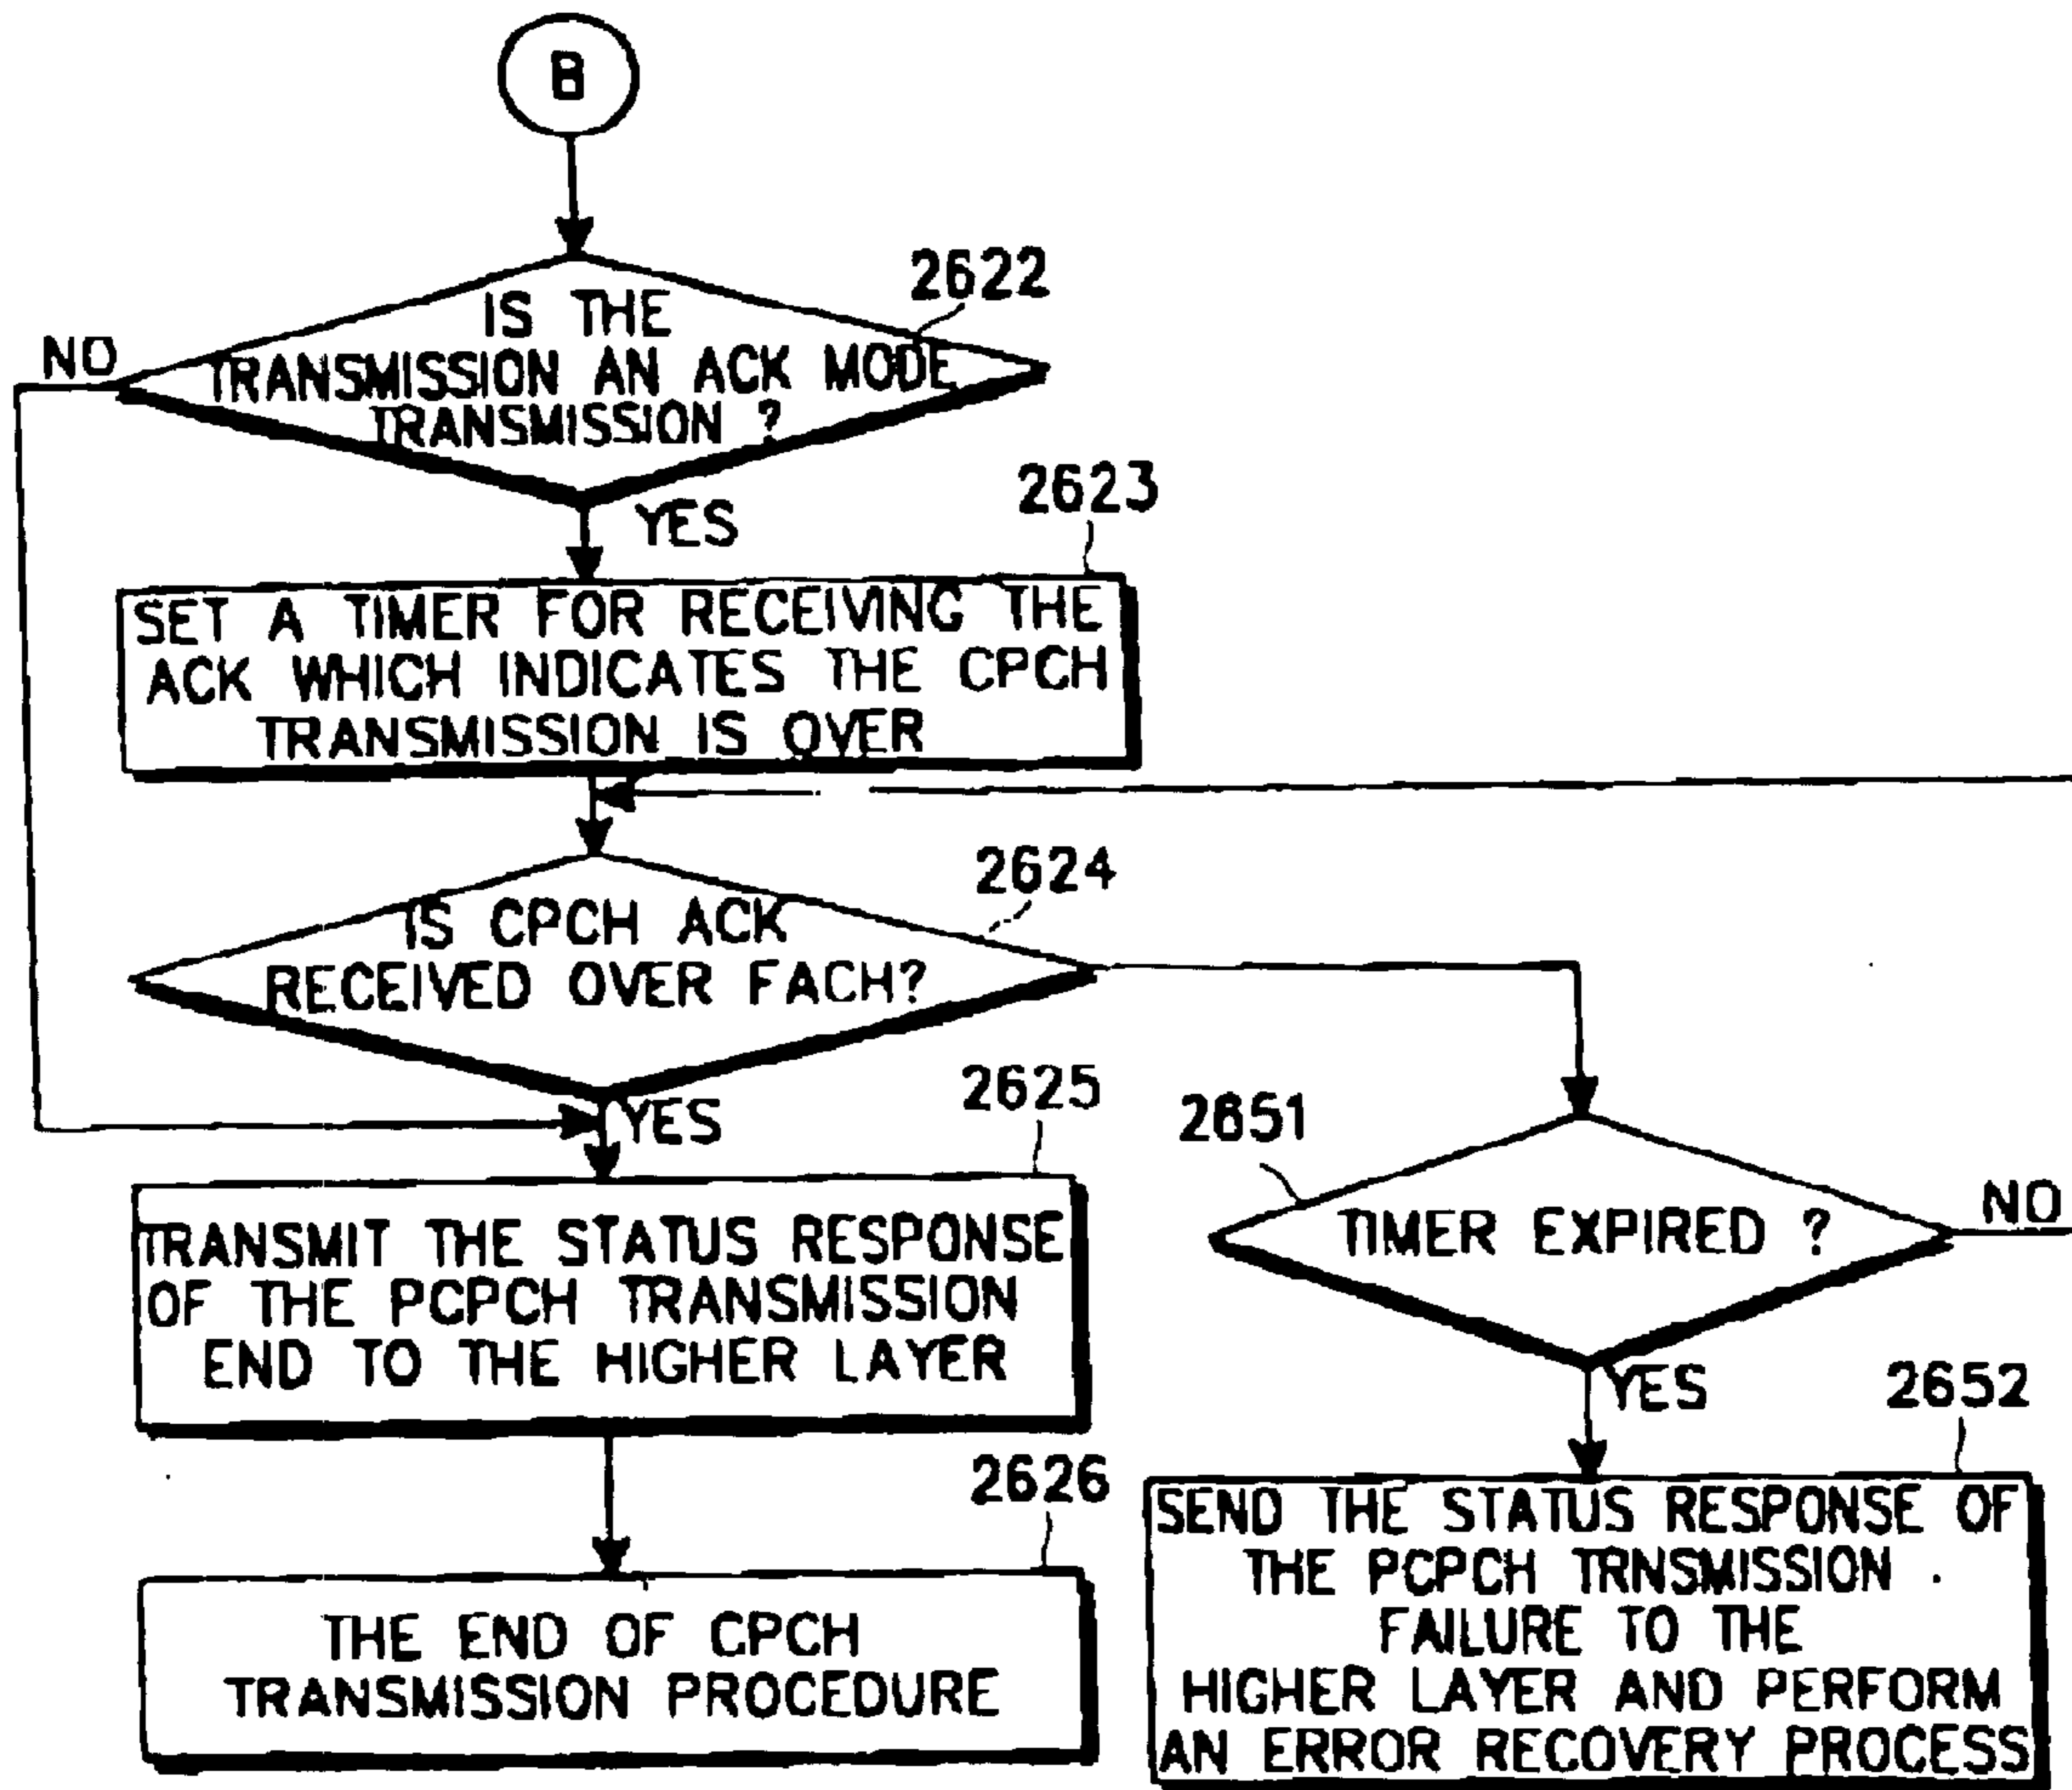 B
2622
IS THE
TRANSMISSION AN ACK MODE
TRANSMISSION ?
NO
YES
2623
SET A TIMER FOR RECEIVING THE
ACK WHICH INDICATES THE CPCH
TRANSMISSION IS OVER
2624
IS CPCH ACK
RECEIVED OVER FACH?
YES
2625
TRANSMIT THE STATUS RESPONSE
OF THE PCPCH TRANSMISSION
END TO THE HIGHER LAYER
2626
THE END OF CPCH
TRANSMISSION PROCEDURE
2651
TIMER EXPIRED ?
NO
YES
2652
SEND THE STATUS RESPONSE OF
THE PCPCH TRNSMISSION
FAILURE TO THE
HIGHER LAYER AND PERFORM
AN ERROR RECOVERY PROCESS